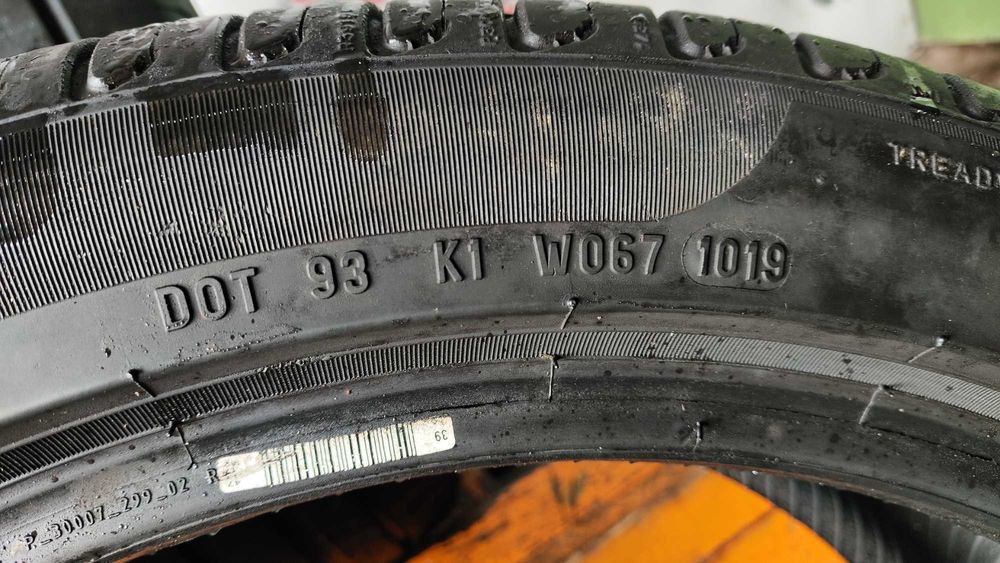 TREAD
DOT 93 K1 W067 1019
39
P_30007_299_02